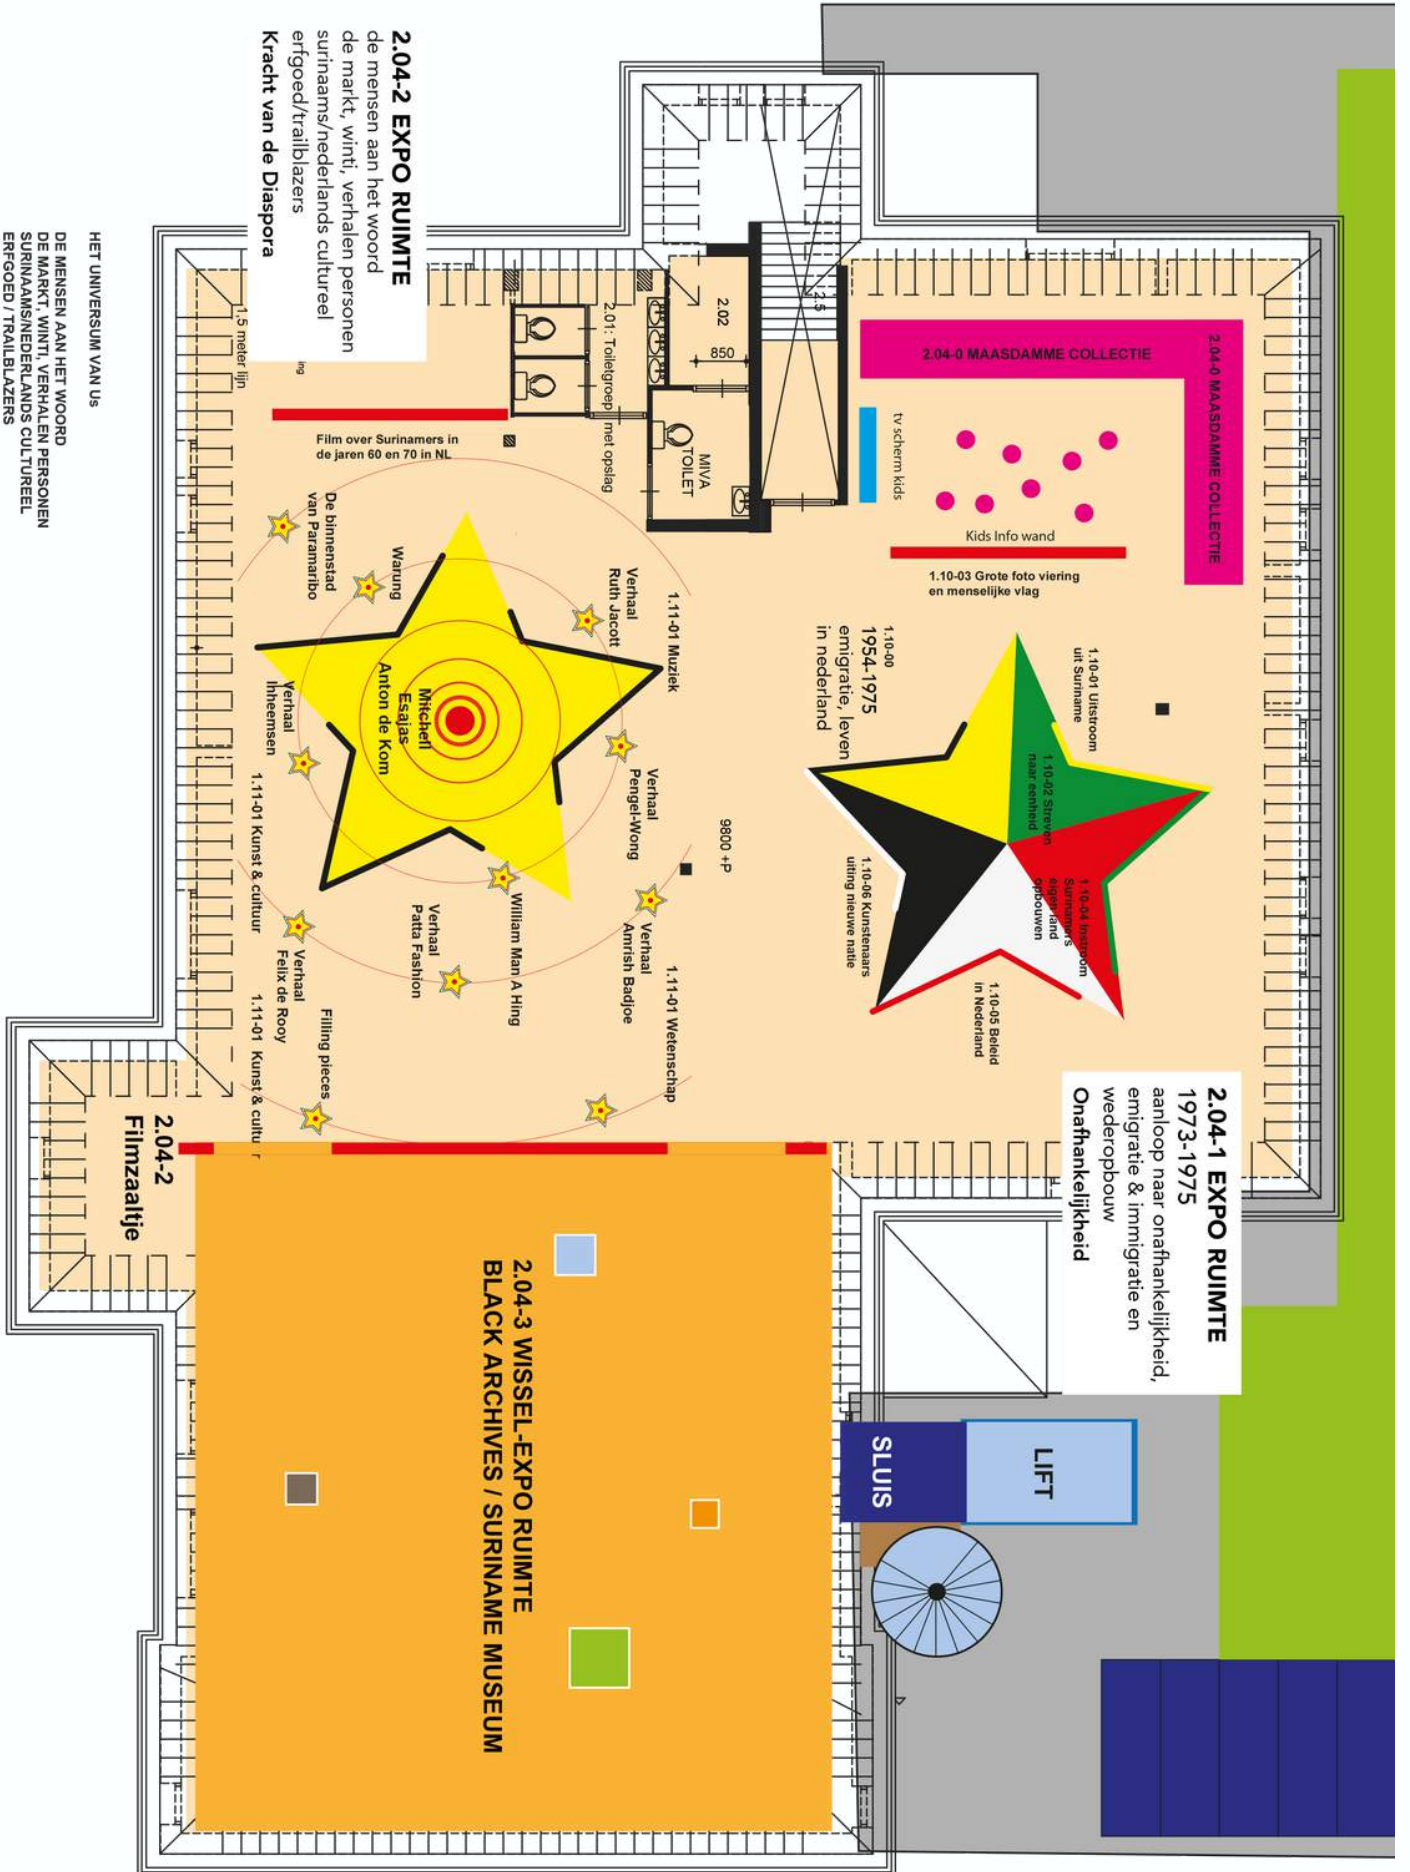 2.04-2 EXPO RUIMTE
de mensen aan het woord
de markt, winti, verhalen personen
surinaams/nederlands cultureel
erfgoed/trailblazers
Kracht van de Diaspora
HET UNIVERSUM VAN Us
DE MENSEN AAN HET WOORD
DE MARKT, WINTI, VERHALEN PERSONEN
SURINAAMS/NEDERLANDS CULTUREEL
ERFGOED / TRAILBLAZERS
1,5 meter lijn
ing
2.5
2.02
850
2.01: Toiletgroep met opslag
MIVA
TOILET
2.04-0 MAASDAMME COLLECTIE
2.04-0 MAASDAMME COLLECTIE
tv scherm kids
Kids Info wand
1.10-03 Grote foto viering
en menselijke vlag
Film over Surinamers in
de jaren 60 en 70 in NL
1.10-00
1954-1975
emigratie, leven
in nederland
1.10-01 Uitstroom
uit Suriname
1.10-02 Streven
naar eenheid
1.10-04 Instroom
Surinamers
eigen land
opbouwen
1.10-06 Kunstenaars
uiting nieuwe natie
1.10-05 Beleid
in Nederland
De binnenstad
van Paramaribo
Warung
Verhaal
Ruth Jacott
1.11-01 Muziek
Verhaal
Pengel-Wong
9800 +P
Mitchell
Esajas
Anton de Kom
Verhaal
Inheemsen
1.11-01 Kunst & cultuur
William Man A Hing
Verhaal
Patta Fashion
Verhaal
Amrish Badjoe
1.11-01 Wetenschap
Verhaal
Felix de Rooy
Filling pieces
1.11-01 Kunst & cultuur
2.04-1 EXPO RUIMTE
1973-1975
aanloop naar onafhankelijkheid,
emigratie & immigratie en
wederopbouw
Onafhankelijkheid
2.04-2
Filmzaaltje
2.04-3 WISSEL-EXPO RUIMTE
BLACK ARCHIVES / SURINAME MUSEUM
LIFT
SLUIS